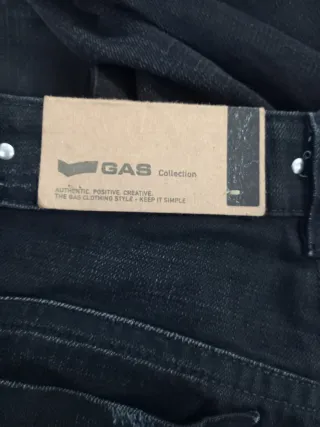 GAS Collection
AUTHENTIC. POSITIVE. CREATIVE.
THE GAS CLOTHING STYLE - KEEP IT SIMPLE